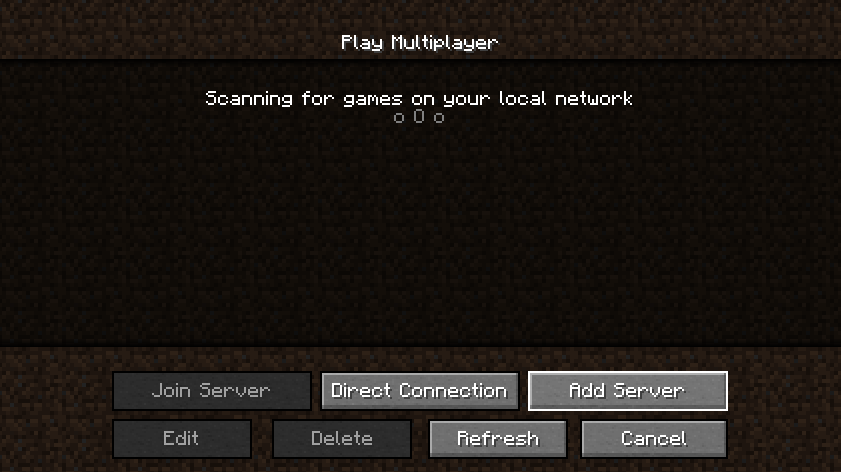 Play Multiplayer
Scanning for games on your local network
o O o
Join Server Direct Connection Add Server
Edit Delete Refresh Cancel